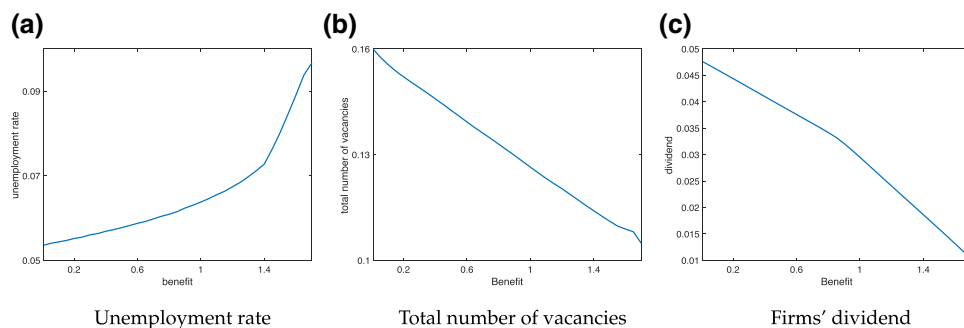 (a)
0.09
0.07
0.05
unemployment rate
0.2 0.6 1 1.4
benefit
Unemployment rate
(b)
0.16
0.13
0.1
total number of vacancies
0.2 0.6 1 1.4
Benefit
Total number of vacancies
(c)
0.05
0.045
0.04
0.035
0.03
0.025
0.02
0.015
0.01
dividend
0.2 0.6 1 1.4
Benefit
Firms’ dividend